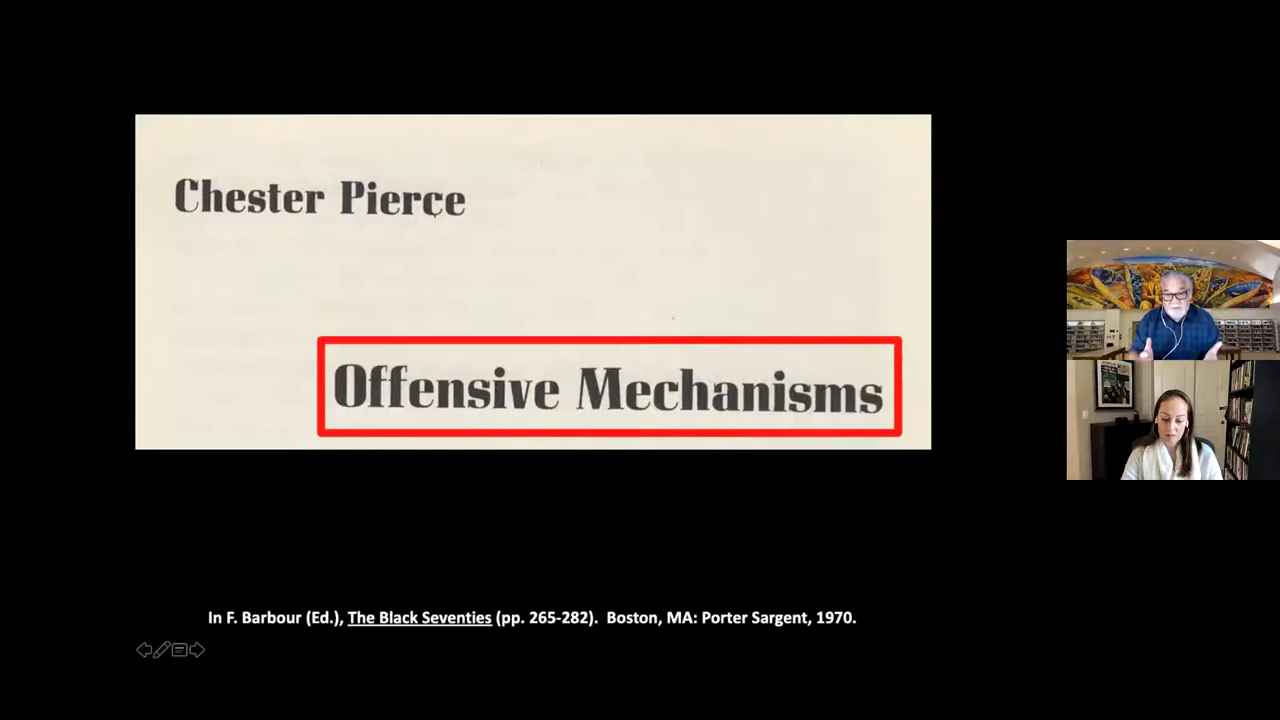 Chester Pierce
Offensive Mechanisms
In F. Barbour (Ed.), The Black Seventies (pp. 265-282). Boston, MA: Porter Sargent, 1970.